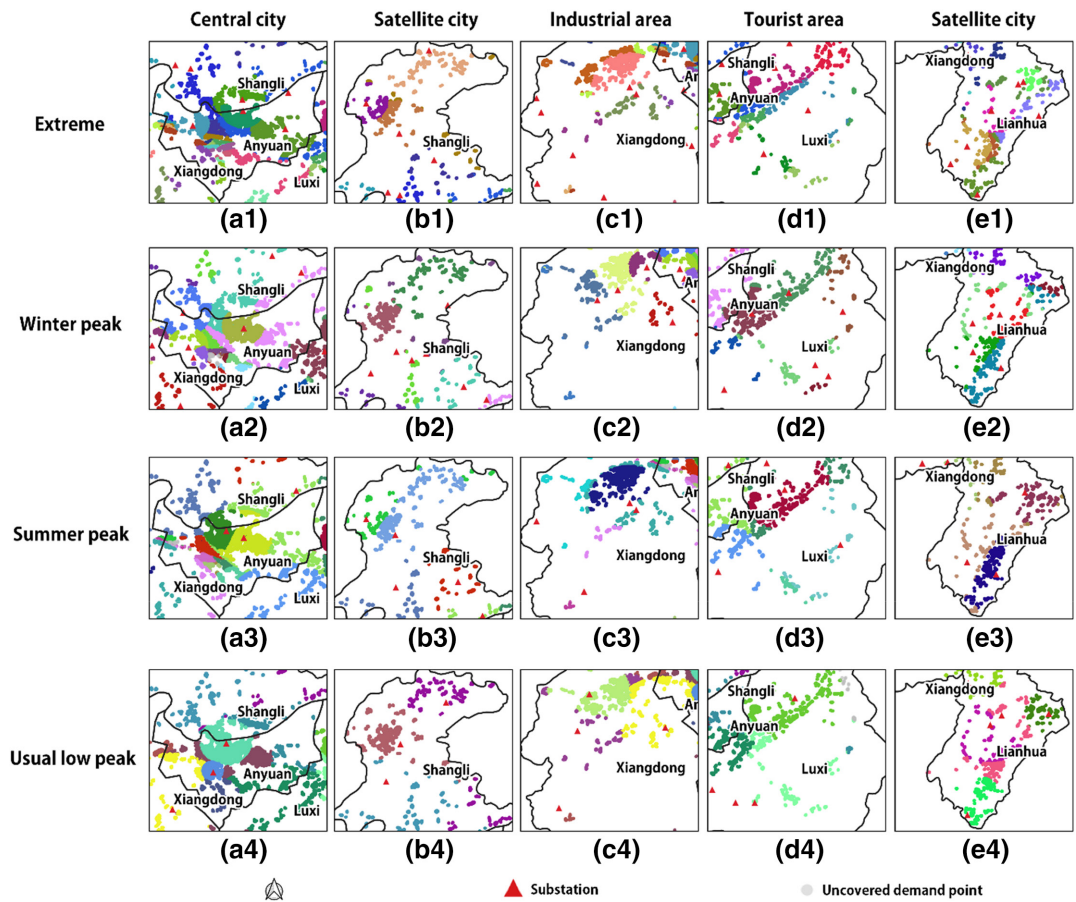 Central city Satellite city Industrial area Tourist area Satellite city
Extreme
Shangli Anyuan Xiangdong Luxi
Shangli
An Xiangdong
Shangli Anyuan Luxi
Xiangdong Lianhua
(a1) (b1) (c1) (d1) (e1)
Winter peak
Shangli Anyuan Xiangdong Luxi
Shangli
An Xiangdong
Shangli Anyuan Luxi
Xiangdong Lianhua
(a2) (b2) (c2) (d2) (e2)
Summer peak
Shangli Anyuan Xiangdong Luxi
Shangli
An Xiangdong
Shangli Anyuan Luxi
Xiangdong Lianhua
(a3) (b3) (c3) (d3) (e3)
Usual low peak
Shangli Anyuan Xiangdong Luxi
Shangli
An Xiangdong
Shangli Anyuan Luxi
Xiangdong Lianhua
(a4) (b4) (c4) (d4) (e4)
Substation Uncovered demand point